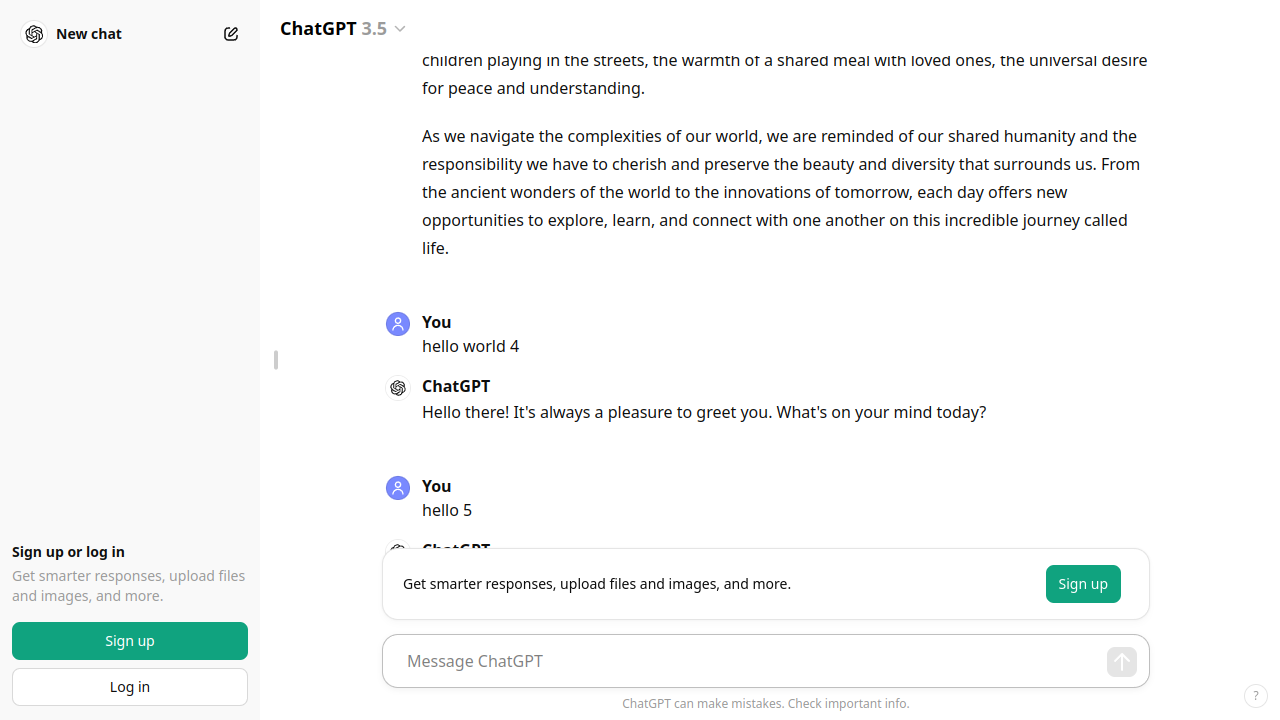 New chat
ChatGPT 3.5
children playing in the streets, the warmth of a shared meal with loved ones, the universal desire
for peace and understanding.
As we navigate the complexities of our world, we are reminded of our shared humanity and the
responsibility we have to cherish and preserve the beauty and diversity that surrounds us. From
the ancient wonders of the world to the innovations of tomorrow, each day offers new
opportunities to explore, learn, and connect with one another on this incredible journey called
life.
You
hello world 4
ChatGPT
Hello there! It's always a pleasure to greet you. What's on your mind today?
You
hello 5
ChatGPT
Get smarter responses, upload files and images, and more.
Sign up
Message ChatGPT
ChatGPT can make mistakes. Check important info.
?
Sign up or log in
Get smarter responses, upload files
and images, and more.
Sign up
Log in